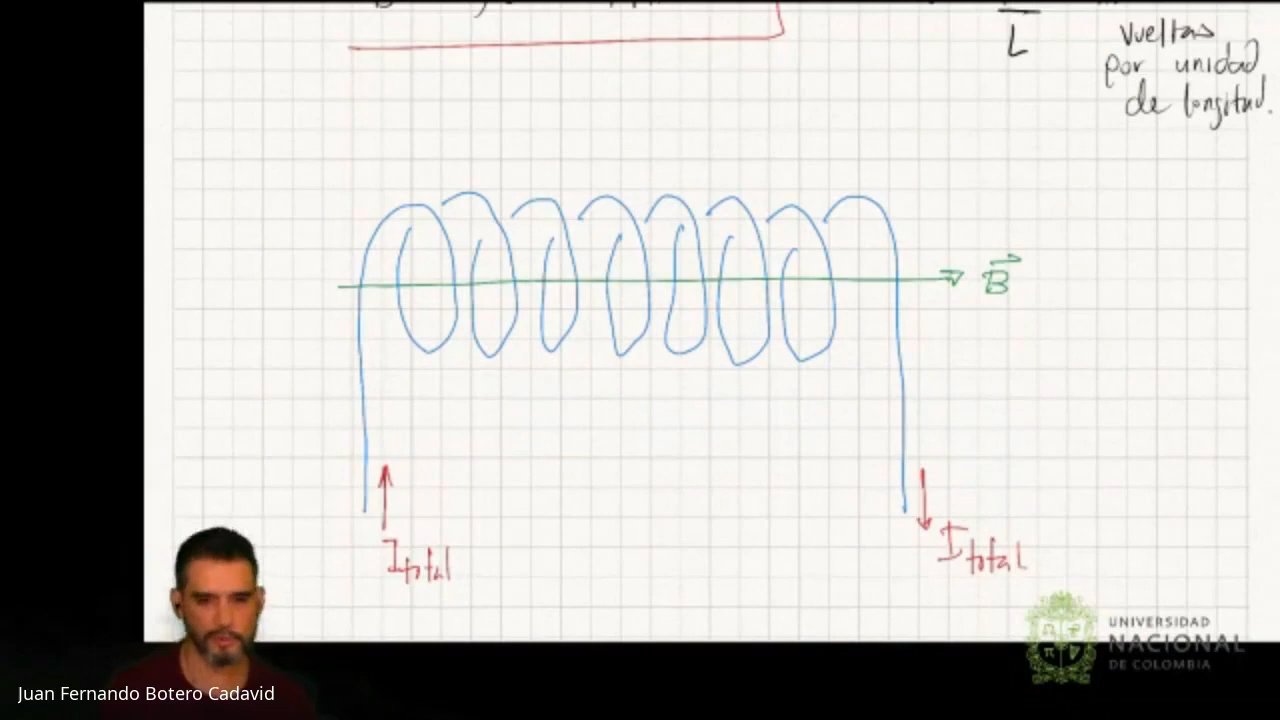 L
vueltas
por unidad
de longitud.
B
I total
I total
UNIVERSIDAD
NACIONAL
DE COLOMBIA
Juan Fernando Botero Cadavid